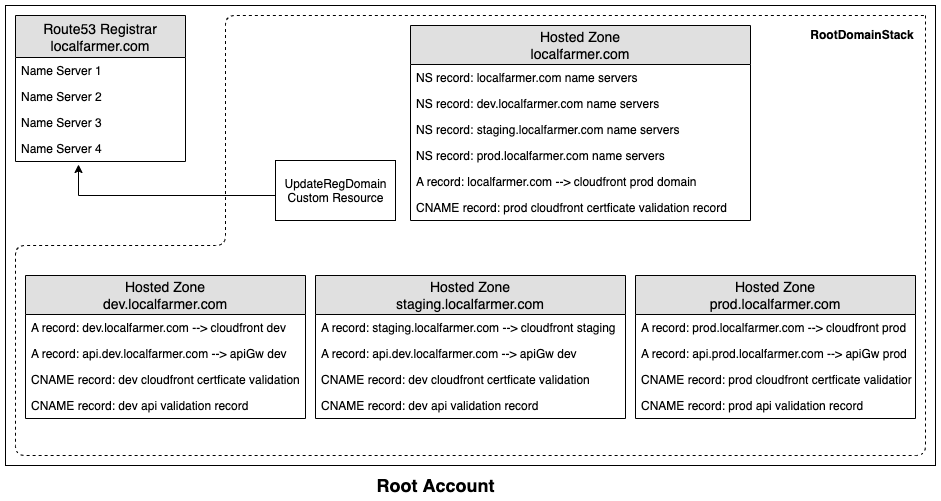 Route53 Registrar
localfarmer.com
Name Server 1
Name Server 2
Name Server 3
Name Server 4
RootDomainStack
Hosted Zone
localfarmer.com
NS record: localfarmer.com name servers
NS record: dev.localfarmer.com name servers
NS record: staging.localfarmer.com name servers
NS record: prod.localfarmer.com name servers
A record: localfarmer.com --> cloudfront prod domain
CNAME record: prod cloudfront certficate validation record
UpdateRegDomain
Custom Resource
Hosted Zone
dev.localfarmer.com
A record: dev.localfarmer.com --> cloudfront dev
A record: api.dev.localfarmer.com --> apiGw dev
CNAME record: dev cloudfront certficate validation
CNAME record: dev api validation record
Hosted Zone
staging.localfarmer.com
A record: staging.localfarmer.com --> cloudfront staging
A record: api.dev.localfarmer.com --> apiGw dev
CNAME record: dev cloudfront certficate validation
CNAME record: dev api validation record
Hosted Zone
prod.localfarmer.com
A record: prod.localfarmer.com --> cloudfront prod
A record: api.prod.localfarmer.com --> apiGw prod
CNAME record: prod cloudfront certficate validation
CNAME record: prod api validation record
Root Account